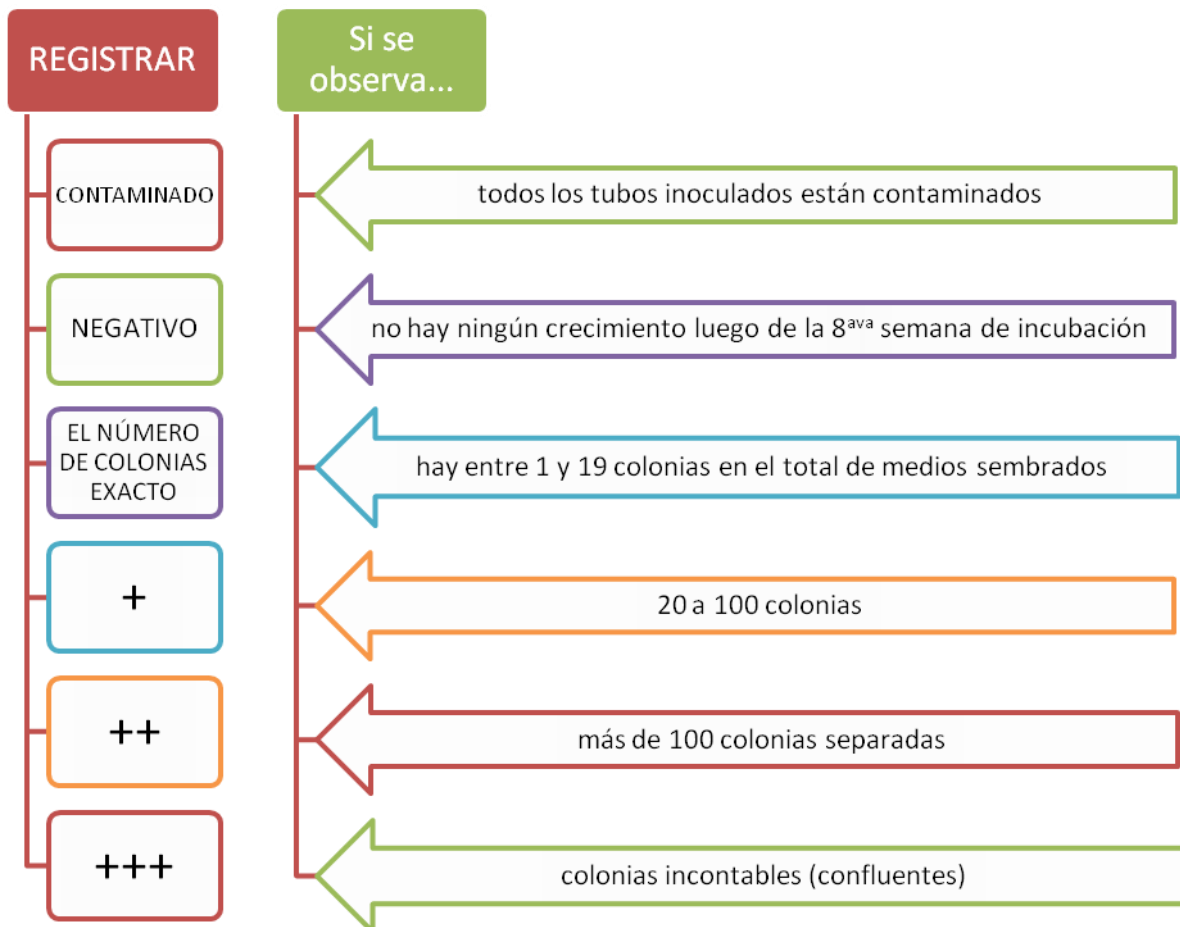 REGISTRAR
Si se
observa...
CONTAMINADO
todos los tubos inoculados están contaminados
NEGATIVO
no hay ningún crecimiento luego de la 8ava semana de incubación
EL NÚMERO
DE COLONIAS
EXACTO
hay entre 1 y 19 colonias en el total de medios sembrados
+
20 a 100 colonias
++
más de 100 colonias separadas
+++
colonias incontables (confluentes)